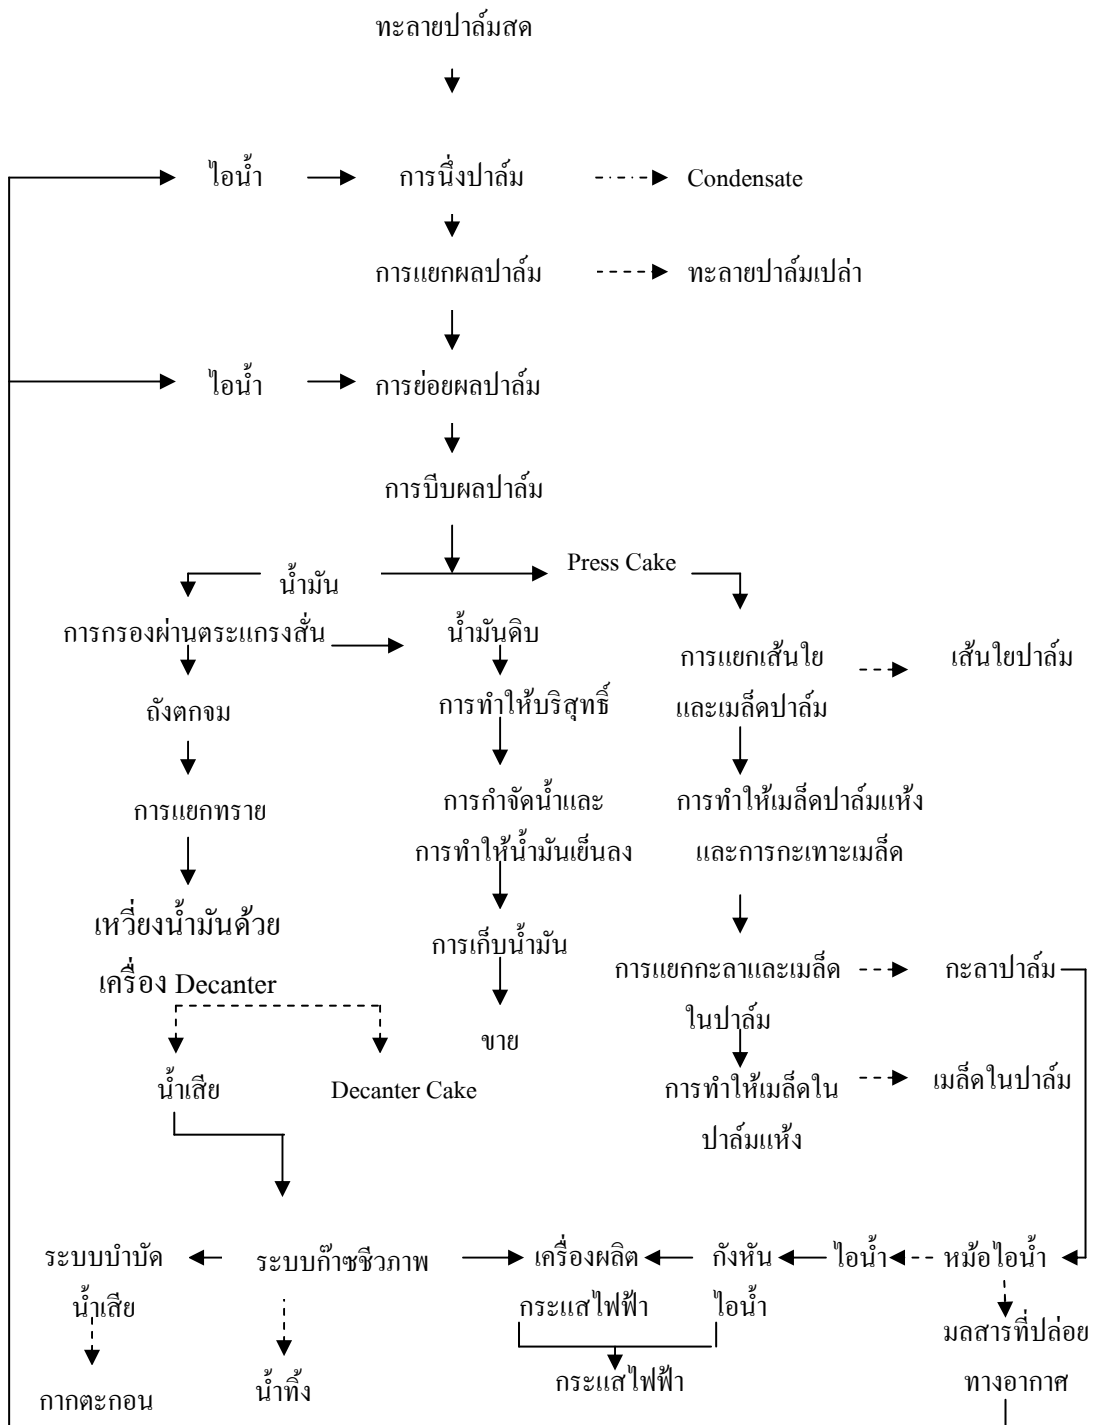 ทะลายปาล์มสด
ไอน้ำ
การนึ่งปาล์ม
Condensate
การแยกผลปาล์ม
ทะลายปาล์มเปล่า
ไอน้ำ
การย่อยผลปาล์ม
การบีบผลปาล์ม
น้ำมัน
Press Cake
การกรองผ่านตระแกรงสั่น
น้ำมันดิบ
การแยกเส้นใย
และเมล็ดปาล์ม
เส้นใยปาล์ม
ถังตกจม
การทำให้บริสุทธิ์
การแยกทราย
การกำจัดน้ำและ
การทำให้น้ำมันเย็นลง
การทำให้เมล็ดปาล์มแห้ง
และการกะเทาะเมล็ด
เหวี่ยงน้ำมันด้วย
เครื่อง Decanter
การเก็บน้ำมัน
การแยกกะลาและเมล็ด
ในปาล์ม
กะลาปาล์ม
ขาย
น้ำเสีย
Decanter Cake
การทำให้เมล็ดใน
ปาล์มแห้ง
เมล็ดในปาล์ม
ระบบบำบัด
น้ำเสีย
ระบบก๊าซชีวภาพ
เครื่องผลิต
กระแสไฟฟ้า
กังหัน
ไอน้ำ
ไอน้ำ
หม้อไอน้ำ
มลสารที่ปล่อย
ทางอากาศ
กากตะกอน
น้ำทิ้ง
กระแสไฟฟ้า